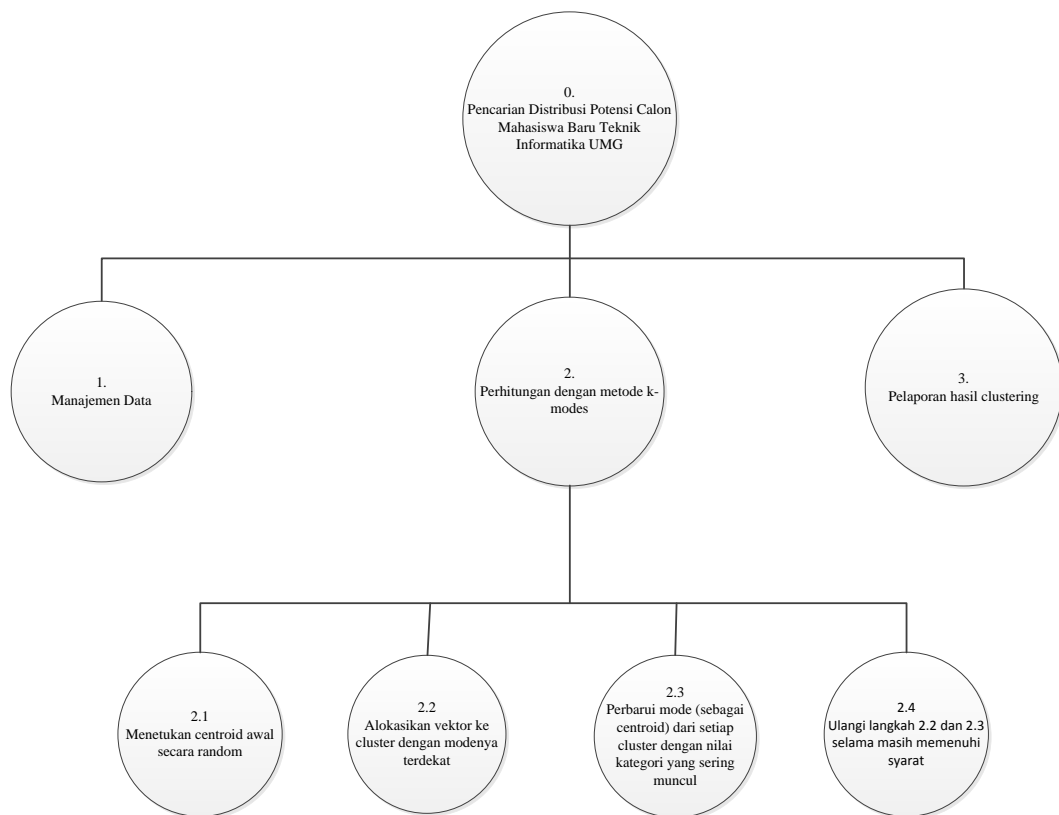 0.
Pencarian Distribusi Potensi Calon
Mahasiswa Baru Teknik
Informatika UMG
1.
Manajemen Data
2.
Perhitungan dengan metode k-
modes
3.
Pelaporan hasil clustering
2.1
Menetukan centroid awal
secara random
2.2
Alokasikan vektor ke
cluster dengan modenya
terdekat
2.3
Perbarui mode (sebagai
centroid) dari setiap
cluster dengan nilai
kategori yang sering
muncul
2.4
Ulangi langkah 2.2 dan 2.3
selama masih memenuhi
syarat